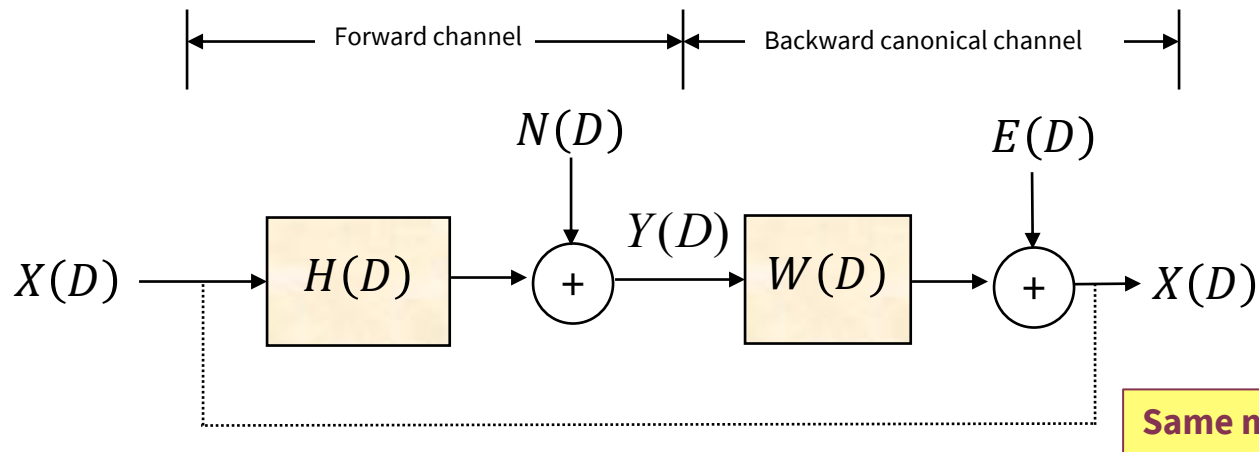 Forward channel
Backward canonical channel
N(D)
E(D)
Y(D)
X(D)
H(D)
+
W(D)
+
X(D)
Same